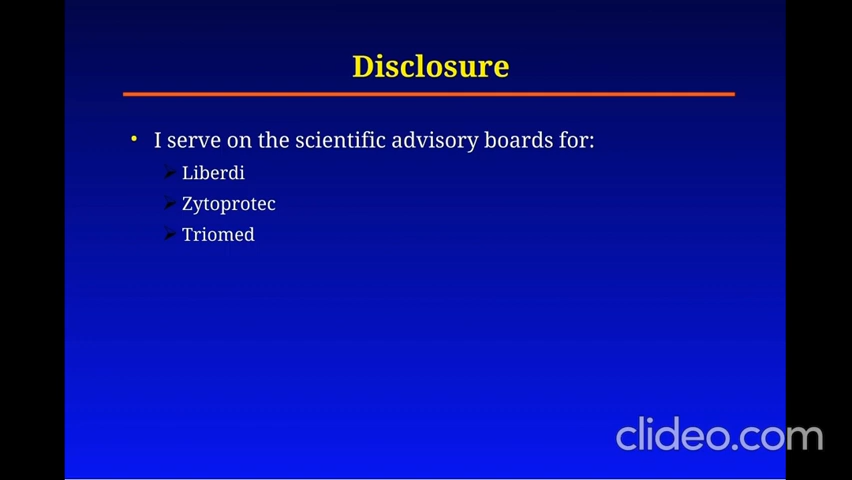 Disclosure
• I serve on the scientific advisory boards for:
➤ Liberdi
➤ Zytoprotec
➤ Triomed
clideo.com